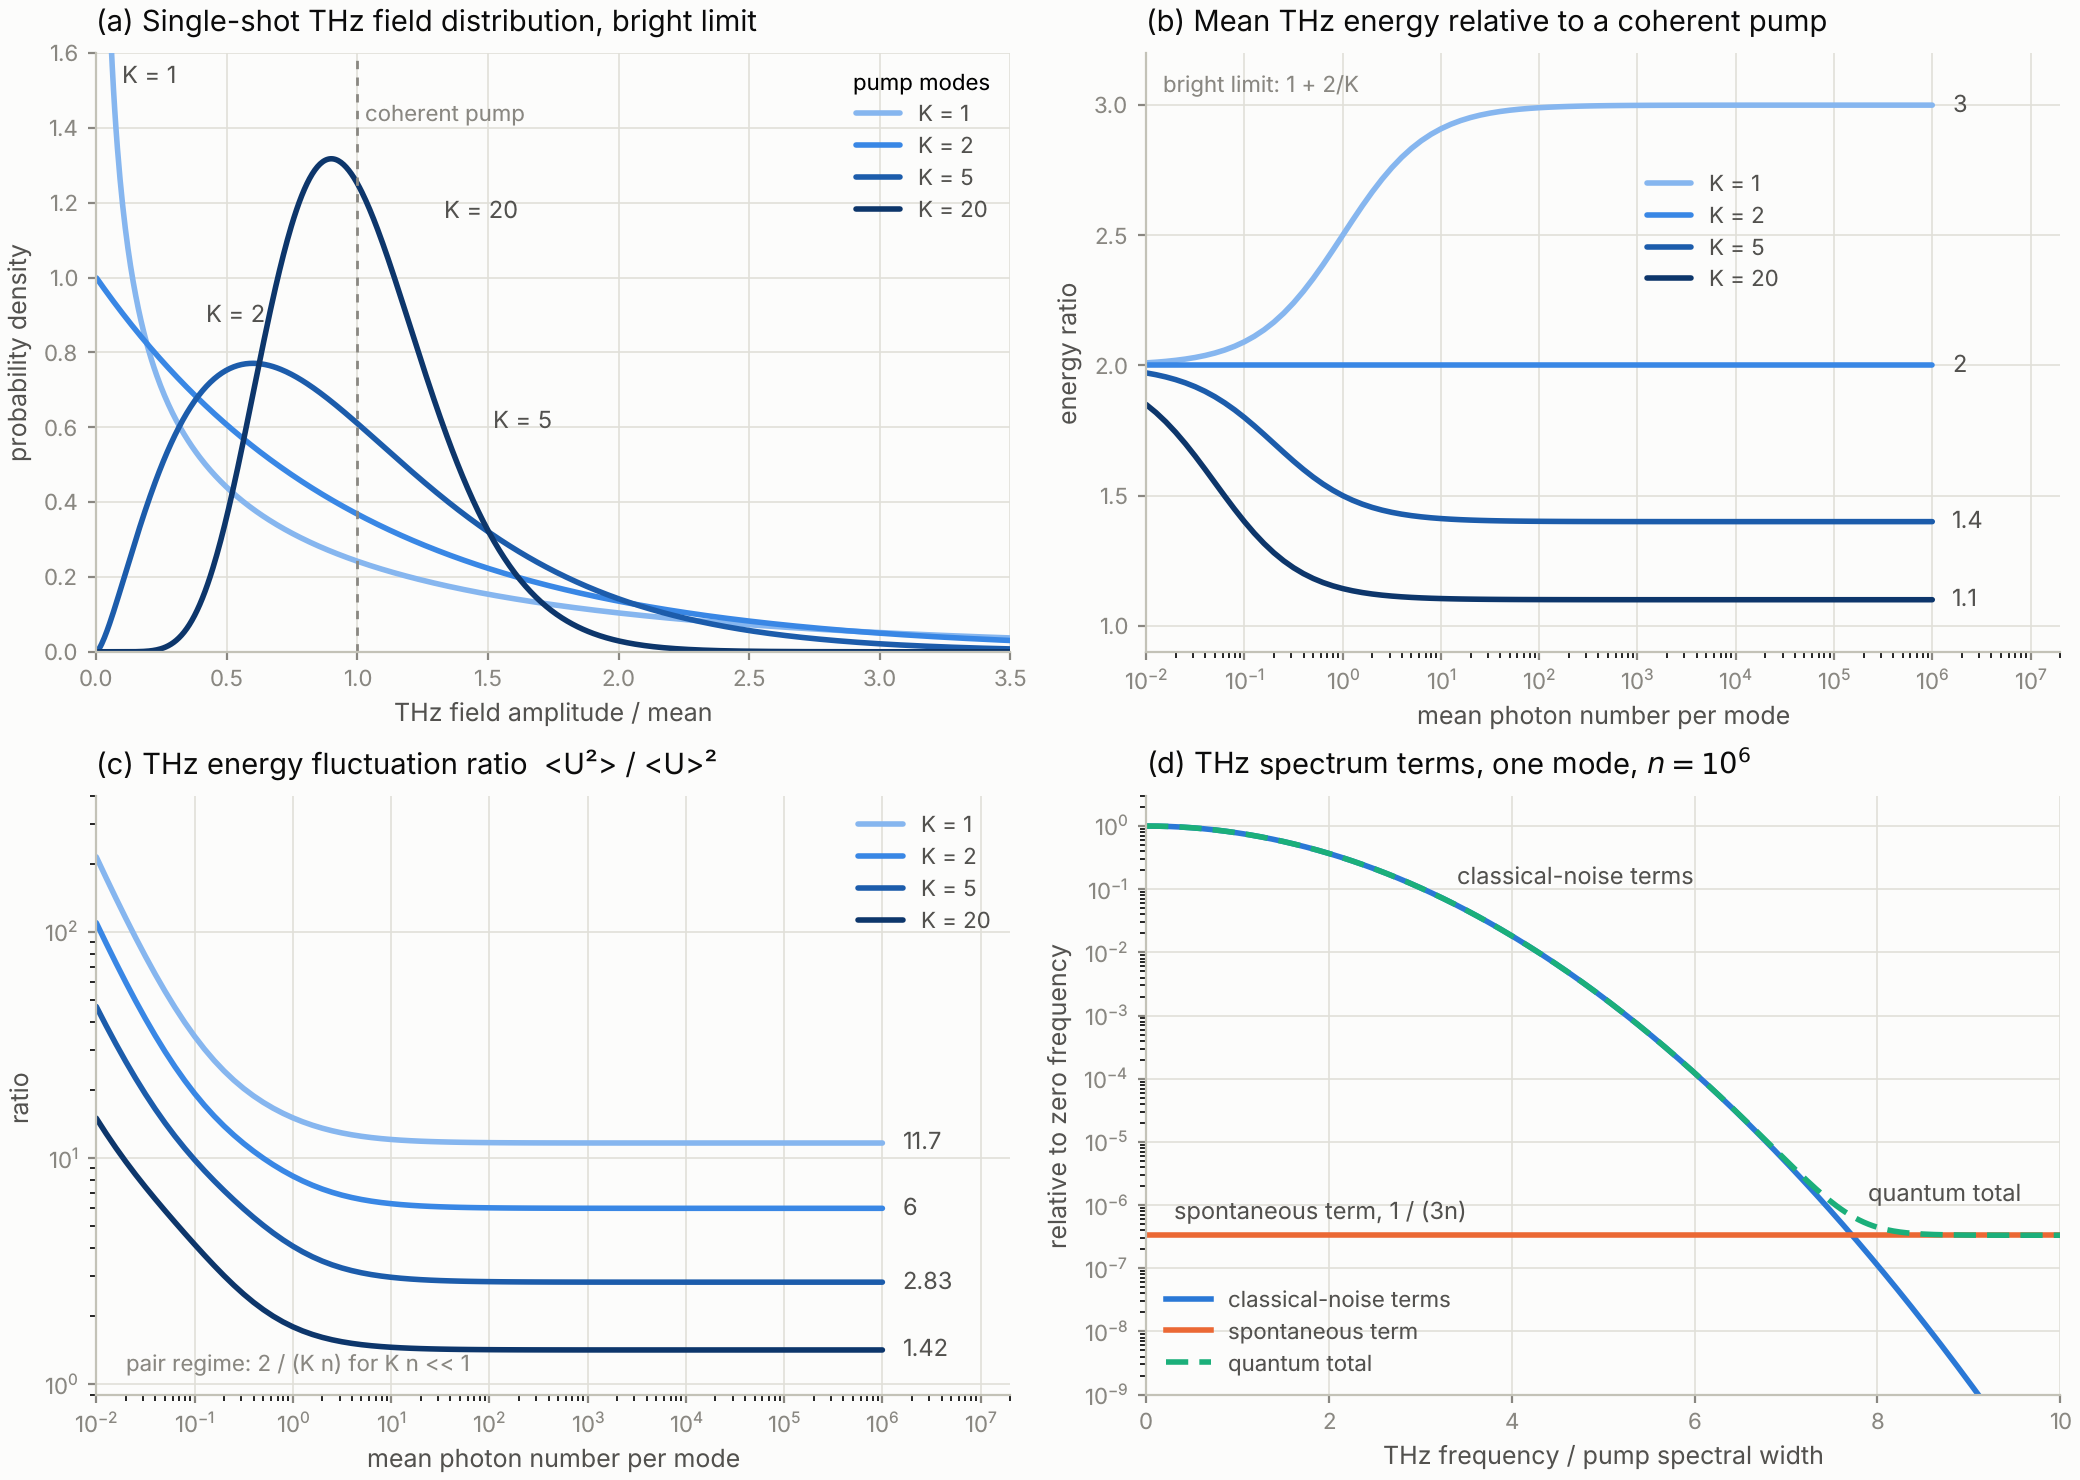 (a) Single-shot THz field distribution, bright limit
probability density
1.6
1.4
1.2
1.0
0.8
0.6
0.4
0.2
0.0
K = 1
coherent pump
K = 20
K = 2
K = 5
pump modes
K = 1
K = 2
K = 5
K = 20
0.0 0.5 1.0 1.5 2.0 2.5 3.0 3.5
THz field amplitude / mean
(b) Mean THz energy relative to a coherent pump
energy ratio
3.0
2.5
2.0
1.5
1.0
bright limit: 1 + 2/K
3
2
1.4
1.1
K = 1
K = 2
K = 5
K = 20
10⁻² 10⁻¹ 10⁰ 10¹ 10² 10³ 10⁴ 10⁵ 10⁶ 10⁷
mean photon number per mode
(c) THz energy fluctuation ratio <U²> / <U>²
ratio
10²
10¹
10⁰
K = 1
K = 2
K = 5
K = 20
11.7
6
2.83
1.42
pair regime: 2 / (K n) for K n << 1
10⁻² 10⁻¹ 10⁰ 10¹ 10² 10³ 10⁴ 10⁵ 10⁶ 10⁷
mean photon number per mode
(d) THz spectrum terms, one mode, n = 10⁶
relative to zero frequency
10⁰
10⁻¹
10⁻²
10⁻³
10⁻⁴
10⁻⁵
10⁻⁶
10⁻⁷
10⁻⁸
10⁻⁹
classical-noise terms
quantum total
spontaneous term, 1 / (3n)
classical-noise terms
spontaneous term
quantum total
0 2 4 6 8 10
THz frequency / pump spectral width